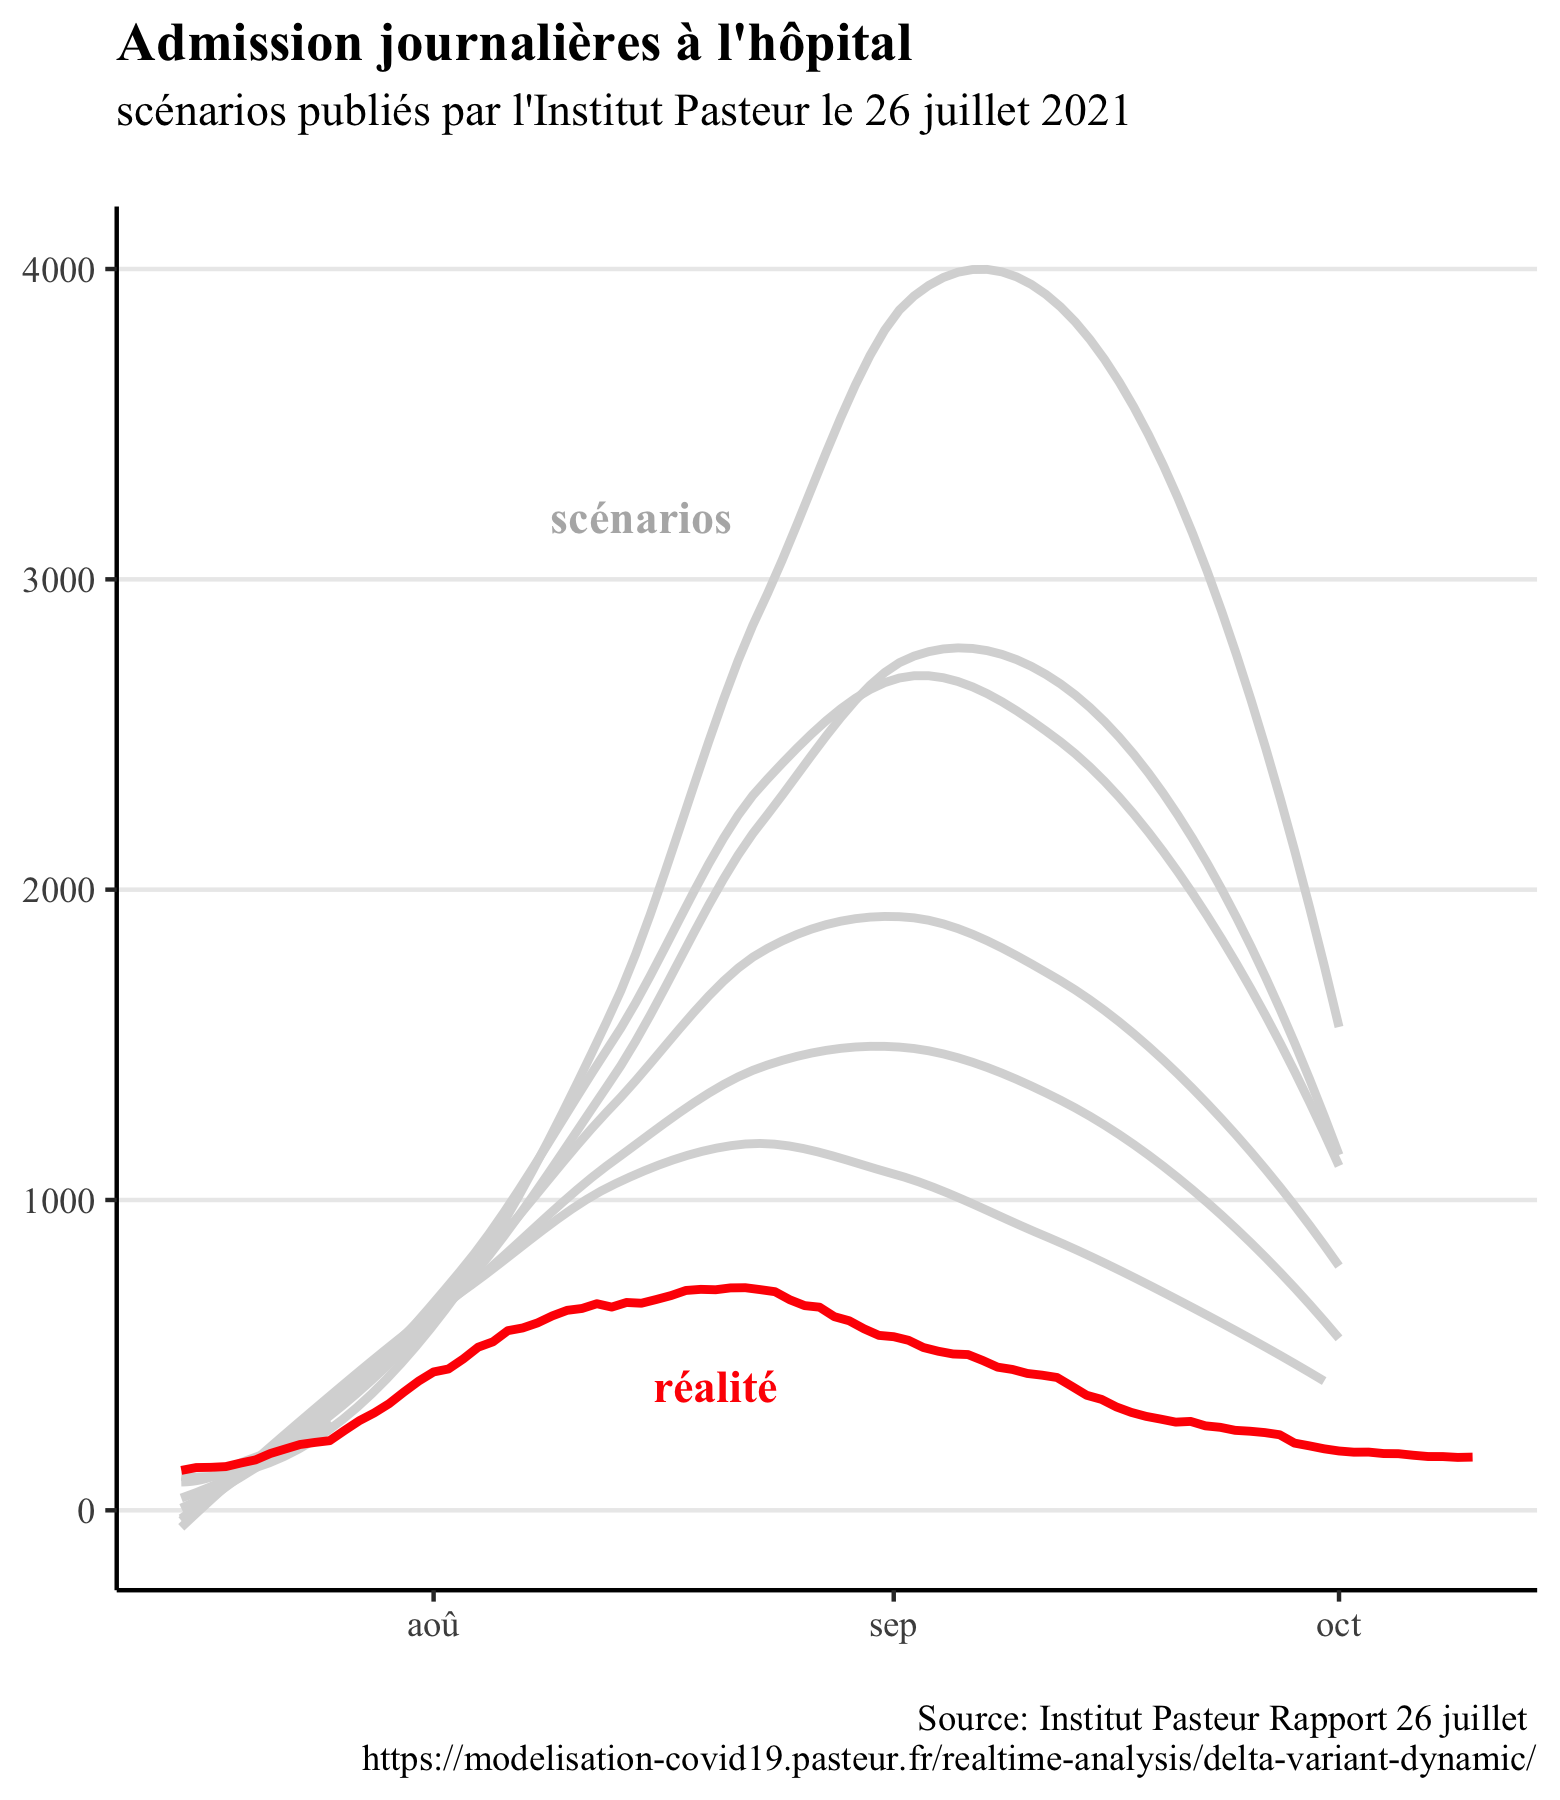 Admission journalières à l'hôpital
scénarios publiés par l'Institut Pasteur le 26 juillet 2021
4000
scénarios
3000
2000
1000
réalité
0
aoû sep oct
Source: Institut Pasteur Rapport 26 juillet
https://modelisation-covid19.pasteur.fr/realtime-analysis/delta-variant-dynamic/